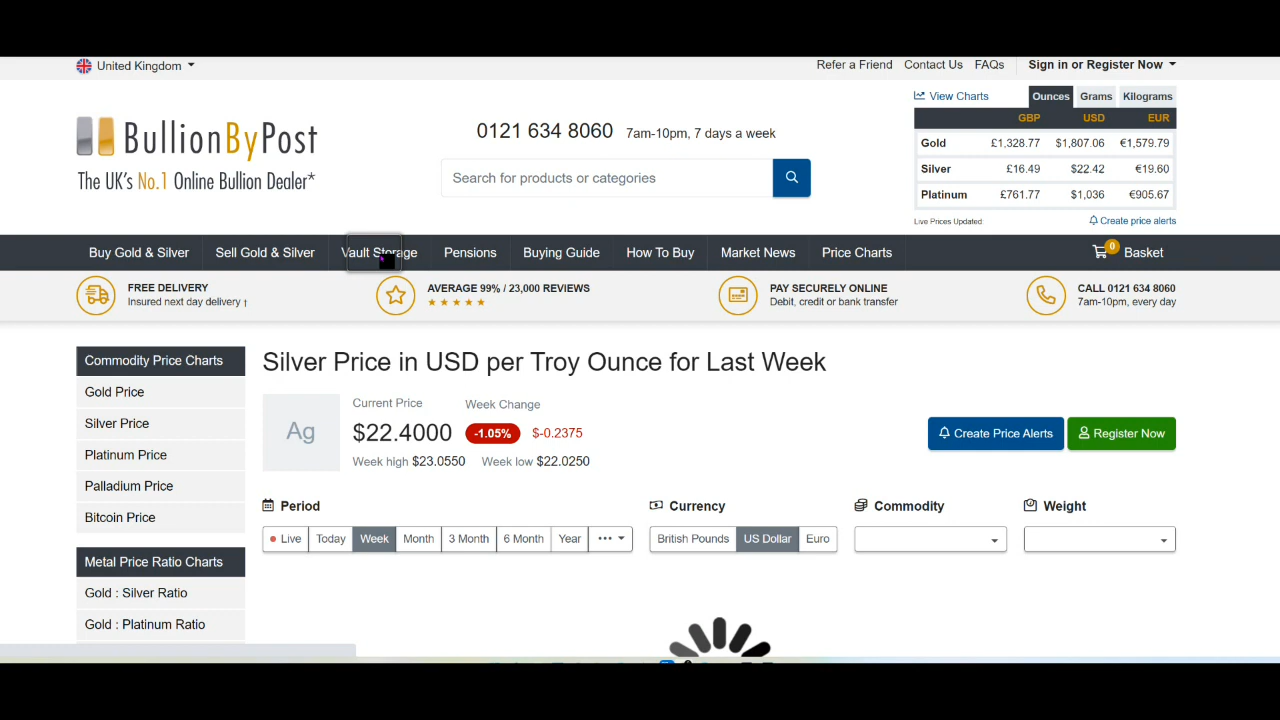 United Kingdom
Refer a Friend Contact Us FAQs Sign in or Register Now
BullionByPost
The UK's No.1 Online Bullion Dealer*
0121 634 8060 7am-10pm, 7 days a week
Search for products or categories
View Charts Ounces Grams Kilograms
GBP USD EUR
Gold £1,328.77 $1,807.06 €1,579.79
Silver £16.49 $22.42 €19.60
Platinum £761.77 $1,036 €905.67
Live Prices Updated: Create price alerts
Buy Gold & Silver Sell Gold & Silver Vault Storage Pensions Buying Guide How To Buy Market News Price Charts 0 Basket
FREE DELIVERY
Insured next day delivery †
AVERAGE 99% / 23,000 REVIEWS
PAY SECURELY ONLINE
Debit, credit or bank transfer
CALL 0121 634 8060
7am-10pm, every day
Commodity Price Charts
Gold Price
Silver Price
Platinum Price
Palladium Price
Bitcoin Price
Metal Price Ratio Charts
Gold : Silver Ratio
Gold : Platinum Ratio
Silver Price in USD per Troy Ounce for Last Week
Ag
Current Price Week Change
$22.4000 -1.05% $-0.2375
Week high $23.0550 Week low $22.0250
Create Price Alerts Register Now
Period Currency Commodity Weight
Live Today Week Month 3 Month 6 Month Year ••• British Pounds US Dollar Euro